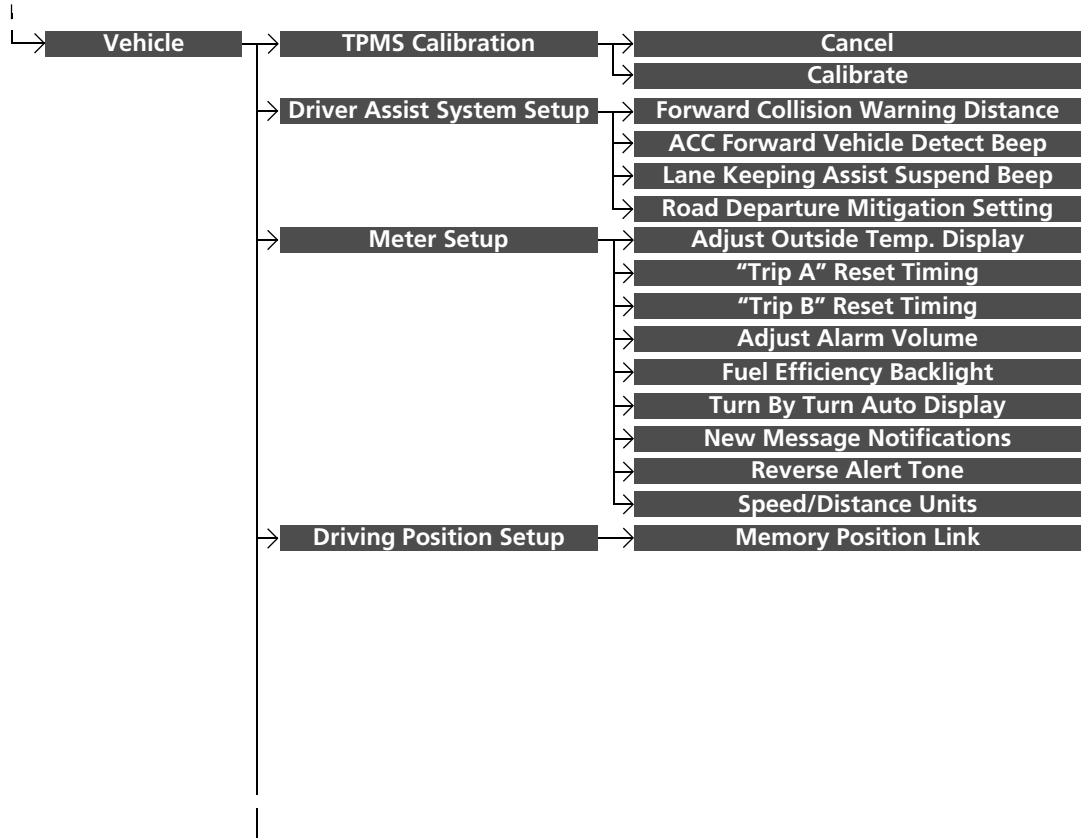 Vehicle
TPMS Calibration
Cancel
Calibrate
Driver Assist System Setup
Forward Collision Warning Distance
ACC Forward Vehicle Detect Beep
Lane Keeping Assist Suspend Beep
Road Departure Mitigation Setting
Meter Setup
Adjust Outside Temp. Display
“Trip A” Reset Timing
“Trip B” Reset Timing
Adjust Alarm Volume
Fuel Efficiency Backlight
Turn By Turn Auto Display
New Message Notifications
Reverse Alert Tone
Speed/Distance Units
Driving Position Setup
Memory Position Link